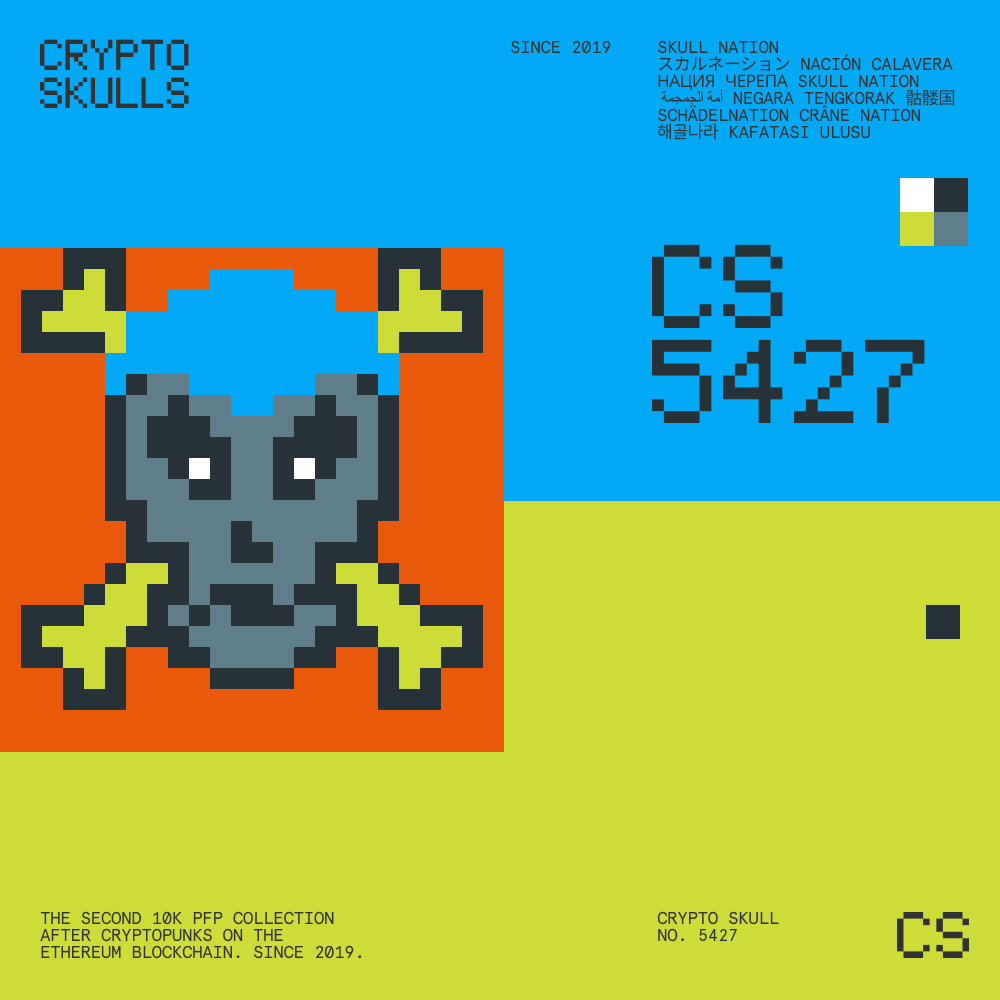 CRYPTO
SKULLS
SINCE 2019
SKULL NATION
スカルネーション NACIÓN CALAVERA
НАЦИЯ ЧЕРЕПА SKULL NATION
أمة الجمجمة NEGARA TENGKORAK 骷髅国
SCHÄDELNATION CRÂNE NATION
해골나라 KAFATASI ULUSU
CS
5427
THE SECOND 10K PFP COLLECTION
AFTER CRYPTOPUNKS ON THE
ETHEREUM BLOCKCHAIN. SINCE 2019.
CRYPTO SKULL
NO. 5427
CS